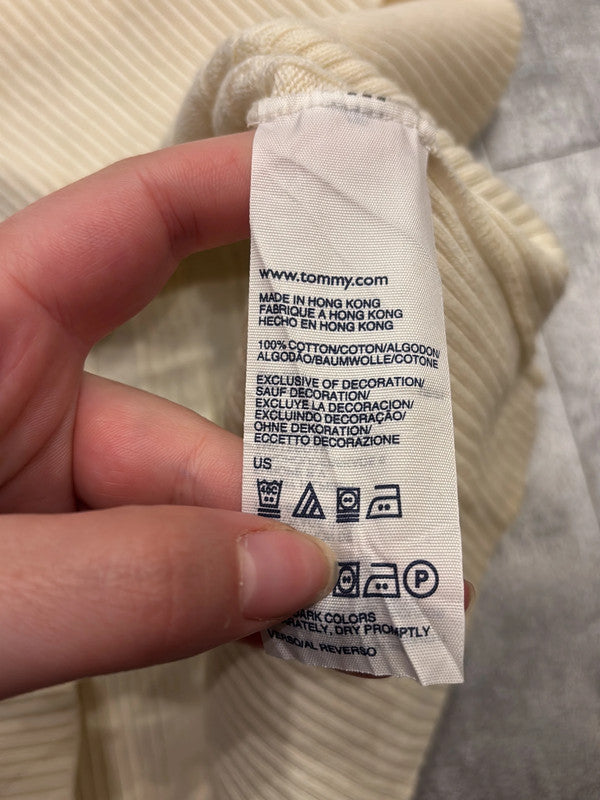 www.tommy.com
MADE IN HONG KONG
FABRIQUE A HONG KONG
HECHO EN HONG KONG
100% COTTON/COTON/ALGODON/
ALGODÃO/BAUMWOLLE/COTONE
EXCLUSIVE OF DECORATION/
SAUF DECORATION/
EXCLUYE LA DECORACION/
EXCLUINDO DECORAÇÃO/
OHNE DEKORATION/
ECCETTO DECORAZIONE
US
P
DARK COLORS
DRY PROMPTLY
VERSO/AL REVERSO